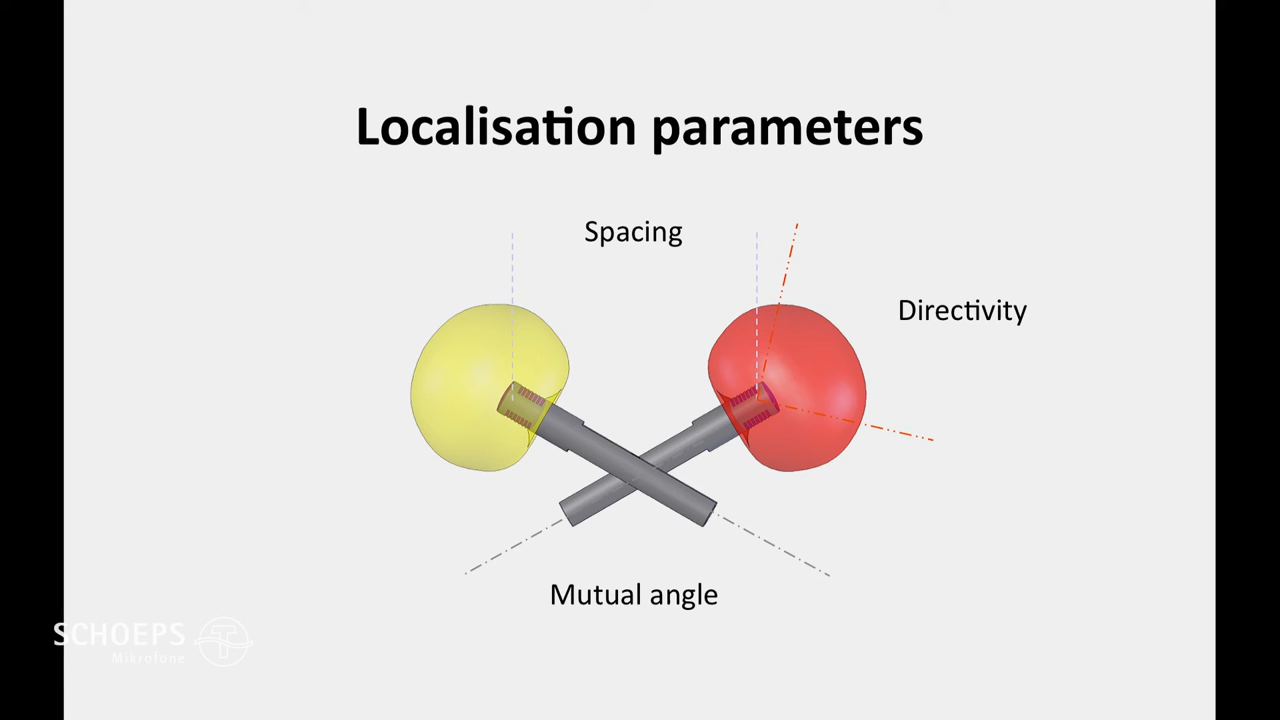 Localisation parameters
Spacing
Directivity
Mutual angle
SCHOEPS
Mikrofone